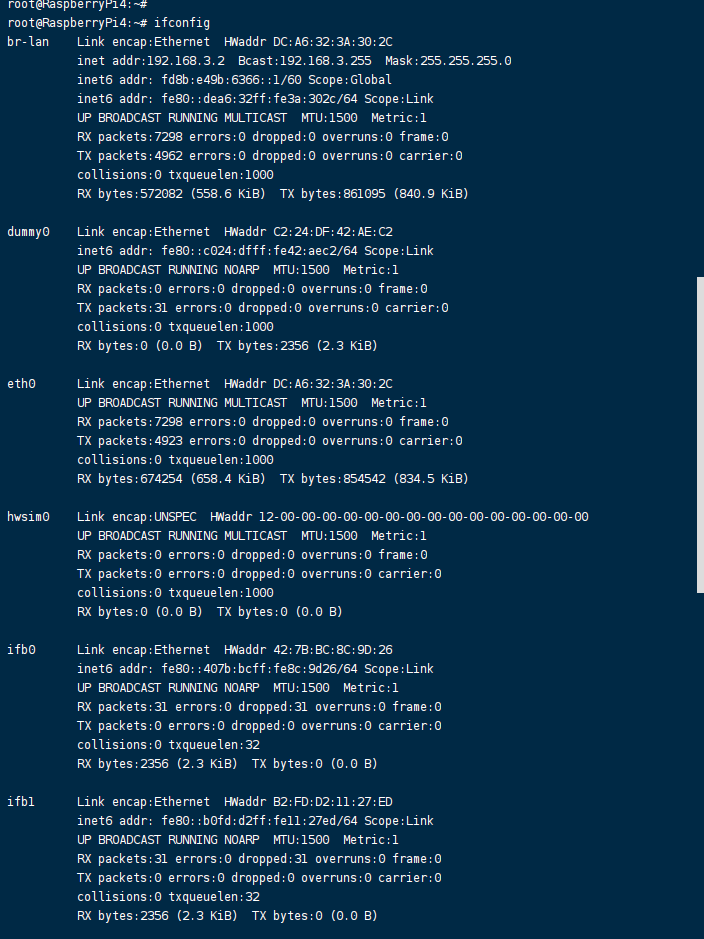 root@RaspberryPi4:~#
root@RaspberryPi4:~# ifconfig
br-lan    Link encap:Ethernet  HWaddr DC:A6:32:3A:30:2C
          inet addr:192.168.3.2  Bcast:192.168.3.255  Mask:255.255.255.0
          inet6 addr: fd8b:e49b:6366::1/60 Scope:Global
          inet6 addr: fe80::dea6:32ff:fe3a:302c/64 Scope:Link
          UP BROADCAST RUNNING MULTICAST  MTU:1500  Metric:1
          RX packets:7298 errors:0 dropped:0 overruns:0 frame:0
          TX packets:4962 errors:0 dropped:0 overruns:0 carrier:0
          collisions:0 txqueuelen:1000
          RX bytes:572082 (558.6 KiB)  TX bytes:861095 (840.9 KiB)

dummy0    Link encap:Ethernet  HWaddr C2:24:DF:42:AE:C2
          inet6 addr: fe80::c024:dfff:fe42:aec2/64 Scope:Link
          UP BROADCAST RUNNING NOARP  MTU:1500  Metric:1
          RX packets:0 errors:0 dropped:0 overruns:0 frame:0
          TX packets:31 errors:0 dropped:0 overruns:0 carrier:0
          collisions:0 txqueuelen:1000
          RX bytes:0 (0.0 B)  TX bytes:2356 (2.3 KiB)

eth0      Link encap:Ethernet  HWaddr DC:A6:32:3A:30:2C
          UP BROADCAST RUNNING MULTICAST  MTU:1500  Metric:1
          RX packets:7298 errors:0 dropped:0 overruns:0 frame:0
          TX packets:4923 errors:0 dropped:0 overruns:0 carrier:0
          collisions:0 txqueuelen:1000
          RX bytes:674254 (658.4 KiB)  TX bytes:854542 (834.5 KiB)

hwsim0    Link encap:UNSPEC  HWaddr 12-00-00-00-00-00-00-00-00-00-00-00-00-00-00-00
          UP BROADCAST RUNNING MULTICAST  MTU:1500  Metric:1
          RX packets:0 errors:0 dropped:0 overruns:0 frame:0
          TX packets:0 errors:0 dropped:0 overruns:0 carrier:0
          collisions:0 txqueuelen:1000
          RX bytes:0 (0.0 B)  TX bytes:0 (0.0 B)

ifb0      Link encap:Ethernet  HWaddr 42:7B:BC:8C:9D:26
          inet6 addr: fe80::407b:bcff:fe8c:9d26/64 Scope:Link
          UP BROADCAST RUNNING NOARP  MTU:1500  Metric:1
          RX packets:31 errors:0 dropped:31 overruns:0 frame:0
          TX packets:0 errors:0 dropped:0 overruns:0 carrier:0
          collisions:0 txqueuelen:32
          RX bytes:2356 (2.3 KiB)  TX bytes:0 (0.0 B)

ifb1      Link encap:Ethernet  HWaddr B2:FD:D2:11:27:ED
          inet6 addr: fe80::b0fd:d2ff:fe11:27ed/64 Scope:Link
          UP BROADCAST RUNNING NOARP  MTU:1500  Metric:1
          RX packets:31 errors:0 dropped:31 overruns:0 frame:0
          TX packets:0 errors:0 dropped:0 overruns:0 carrier:0
          collisions:0 txqueuelen:32
          RX bytes:2356 (2.3 KiB)  TX bytes:0 (0.0 B)